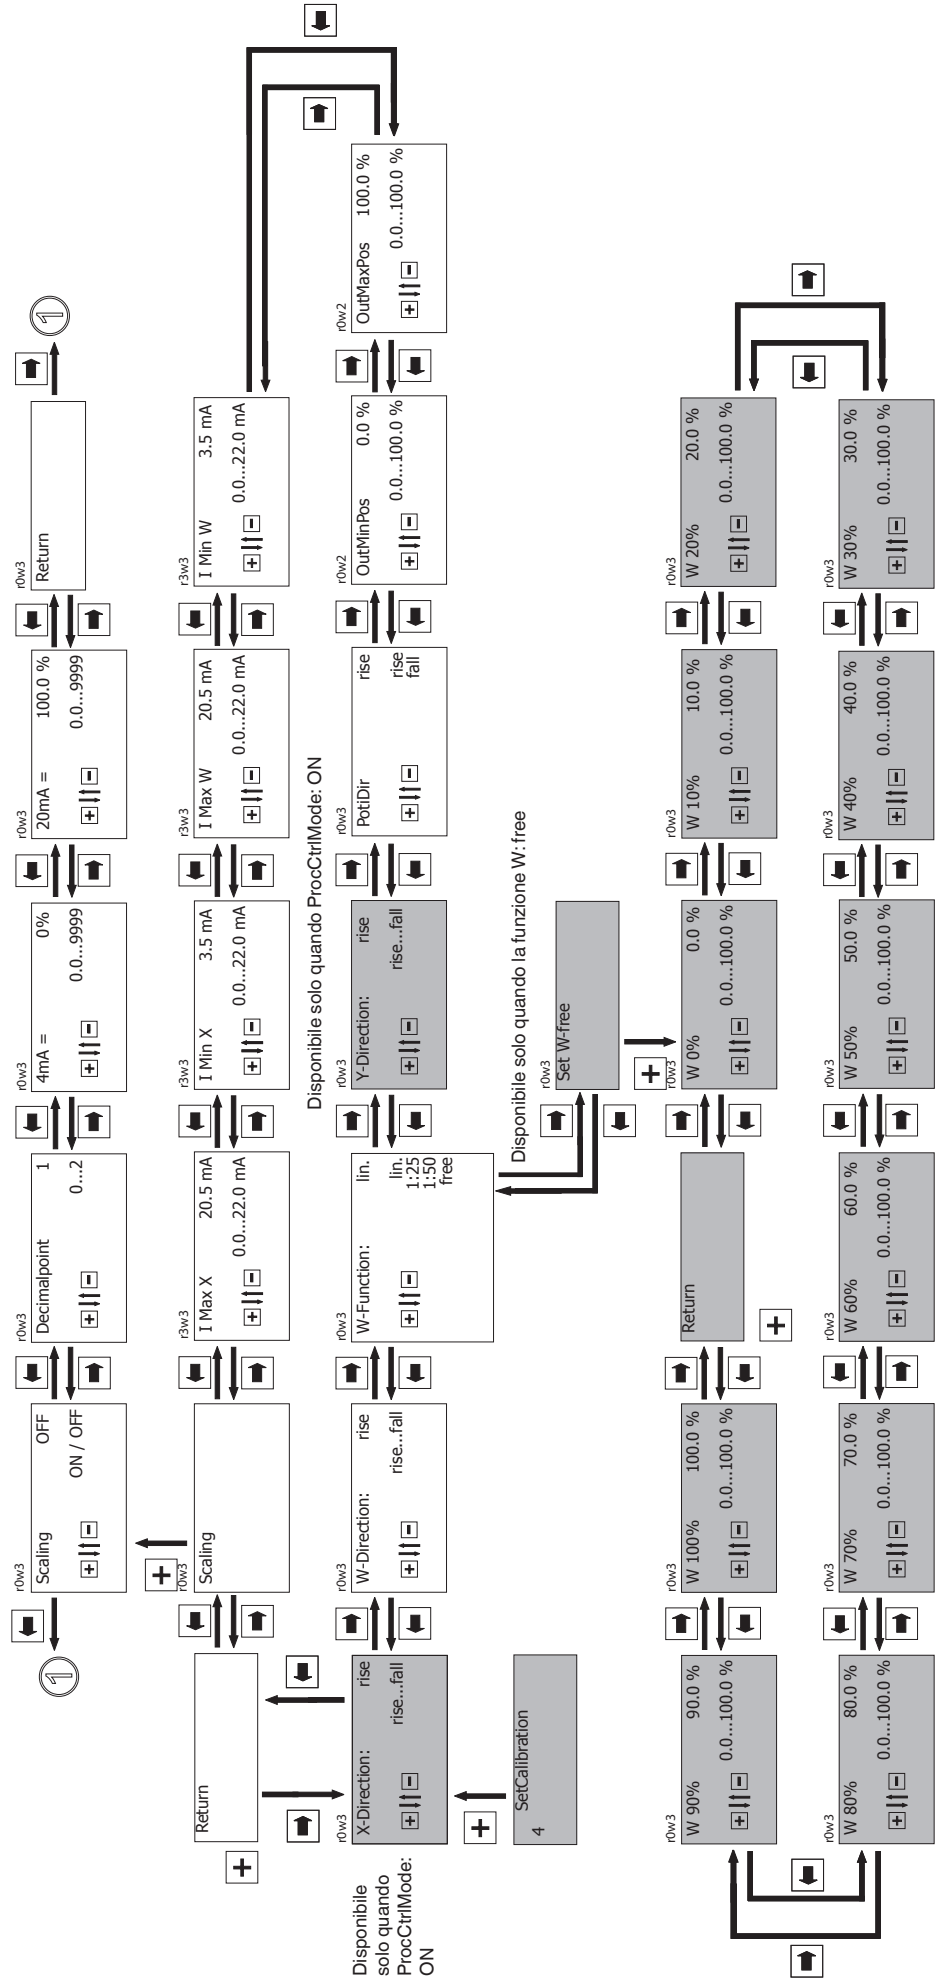 ①
r0w3
Scaling OFF
ON / OFF
r0w3
Decimalpoint 1
0...2
r0w3
4mA = 0%
0.0...9999
r0w3
20mA = 100.0 %
0.0...9999
r0w3
Return
①
Return
+
r0w3
Scaling
+
r3w3
I Max X 20.5 mA
0.0...22.0 mA
r3w3
I Min X 3.5 mA
0.0...22.0 mA
r3w3
I Max W 20.5 mA
0.0...22.0 mA
r3w3
I Min W 3.5 mA
0.0...22.0 mA
Disponibile solo quando ProcCtrlMode: ON
Disponibile
solo quando
ProcCtrlMode:
ON
r0w3
X-Direction: rise
rise...fall
r0w3
W-Direction: rise
rise...fall
r0w3
W-Function: lin.
lin.
1:25
1:50
free
r0w3
Y-Direction: rise
rise...fall
r0w3
PotiDir rise
rise
fall
r0w2
OutMinPos 0.0 %
0.0...100.0 %
r0w2
OutMaxPos 100.0 %
0.0...100.0 %
+
SetCalibration
4
Disponibile solo quando la funzione W: free
r0w3
Set W-free
+
r0w3
W 90% 90.0 %
0.0...100.0 %
r0w3
W 100% 100.0 %
0.0...100.0 %
Return
+
r0w3
W 0% 0.0 %
0.0...100.0 %
r0w3
W 10% 10.0 %
0.0...100.0 %
r0w3
W 20% 20.0 %
0.0...100.0 %
r0w3
W 80% 80.0 %
0.0...100.0 %
r0w3
W 70% 70.0 %
0.0...100.0 %
r0w3
W 60% 60.0 %
0.0...100.0 %
r0w3
W 50% 50.0 %
0.0...100.0 %
r0w3
W 40% 40.0 %
0.0...100.0 %
r0w3
W 30% 30.0 %
0.0...100.0 %